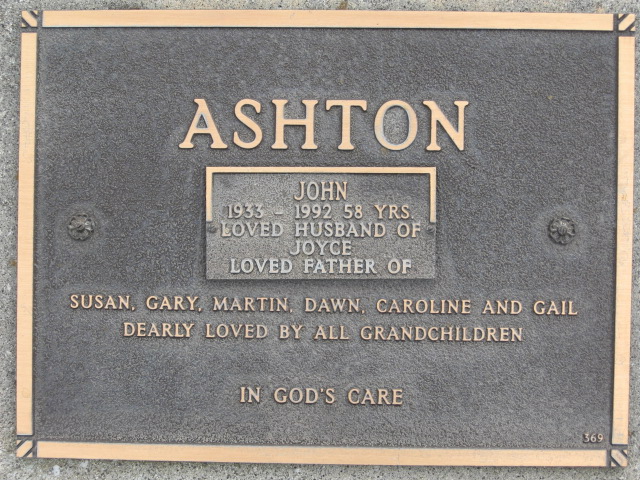 ASHTON
JOHN
1933 - 1992 58 YRS.
LOVED HUSBAND OF
JOYCE
LOVED FATHER OF
SUSAN, GARY, MARTIN, DAWN, CAROLINE AND GAIL
DEARLY LOVED BY ALL GRANDCHILDREN
IN GOD'S CARE
369